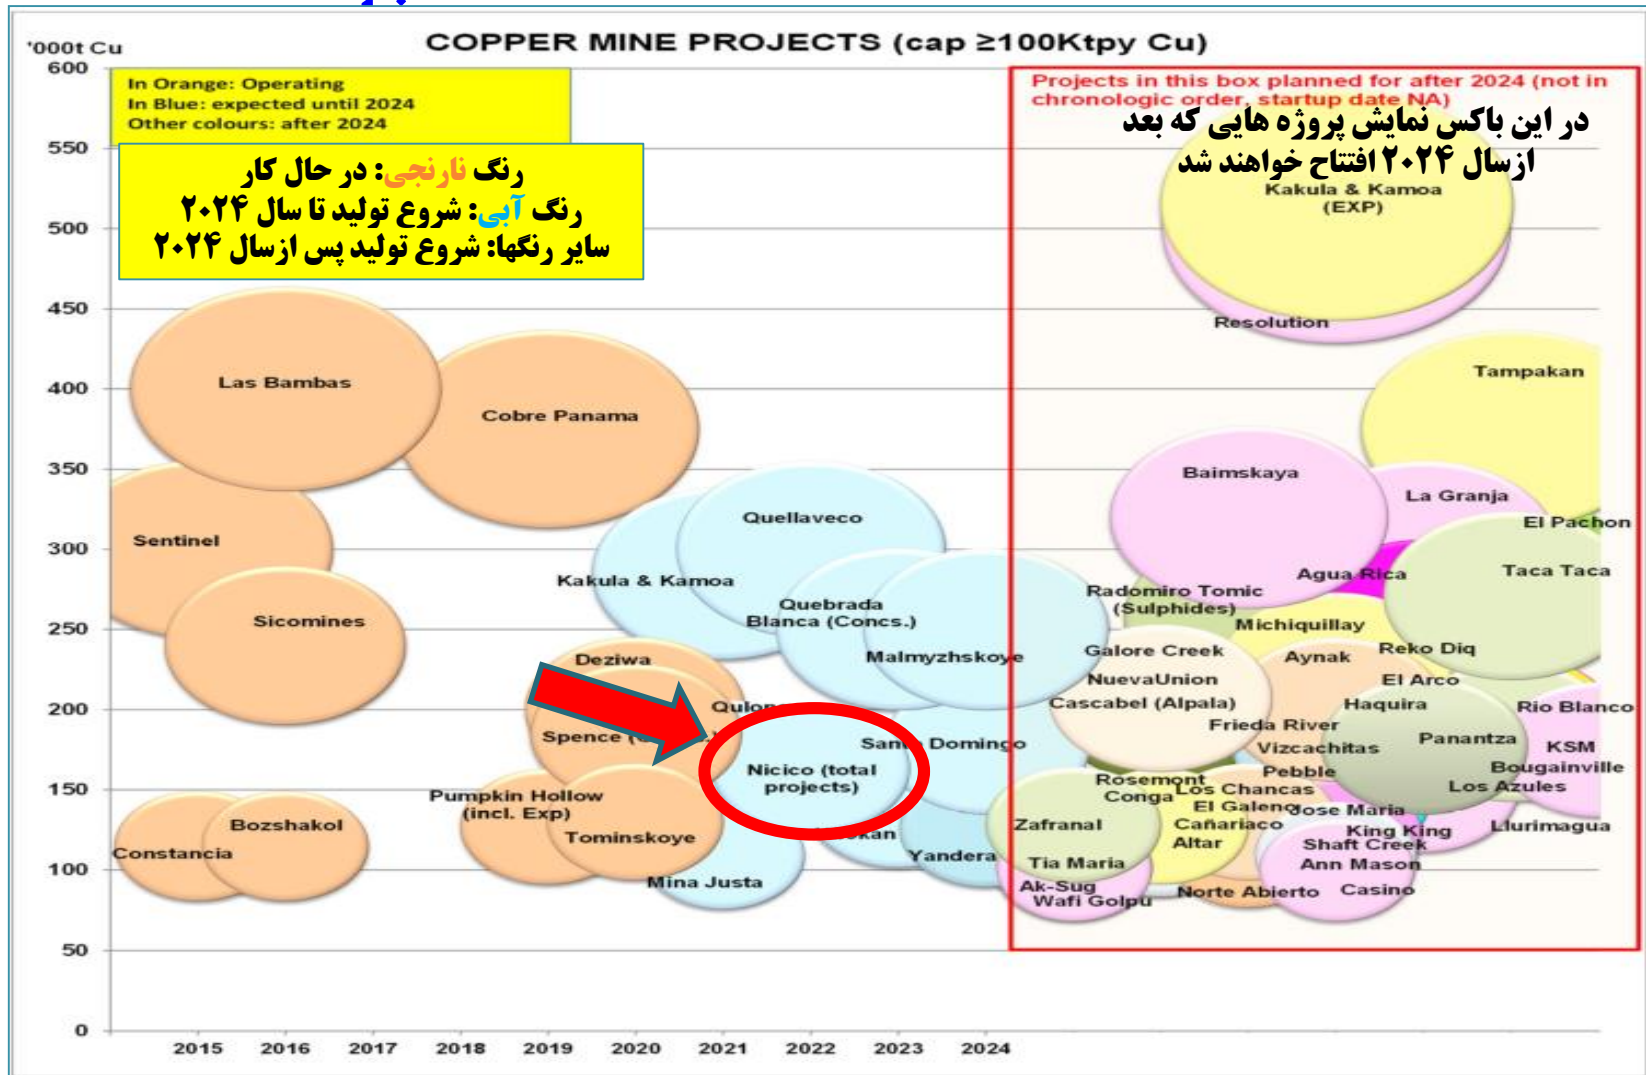 '000t Cu
COPPER MINE PROJECTS (cap ≥100Ktpy Cu)
600
550
500
450
400
350
300
250
200
150
100
50
0
In Orange: Operating
In Blue: expected until 2024
Other colours: after 2024
رنگ نارنجی: در حال کار
رنگ آبی: شروع تولید تا سال ۲۰۲۴
سایر رنگها: شروع تولید پس ازسال ۲۰۲۴
Projects in this box planned for after 2024 (not in
chronologic order, startup date NA)
در این باکس نمایش پروژه هایی که بعد
ازسال ۲۰۲۴ افتتاح خواهند شد
Kakula & Kamoa
(EXP)
Resolution
Las Bambas
Cobre Panama
Tampakan
Sentinel
Sicomines
Quellaveco
Kakula & Kamoa
Quebrada
Blanca (Concs.)
Malmyzhskoye
Baimskaya
La Granja
El Pachon
Agua Rica
Taca Taca
Radomiro Tomic
(Sulphides)
Michiquillay
Deziwa
Galore Creek
Aynak
Reko Diq
NuevaUnion
El Arco
Cascabel (Alpala)
Haquira
Rio Blanco
Spence
Santo Domingo
Frieda River
Vizcachitas
Panantza
KSM
Nicico (total
projects)
Pebble
Bougainville
Rosemont
Los Chancas
Los Azules
Conga
Pumpkin Hollow
(incl. Exp)
El Galeno
Jose Maria
Bozshakol
Tominskoye
Zafranal
Cañariaco
King King
Llurimagua
Altar
Shaft Creek
Constancia
Yandera
Tia Maria
Ann Mason
Mina Justa
Ak-Sug
Norte Abierto
Casino
Wafi Golpu
2015 2016 2017 2018 2019 2020 2021 2022 2023 2024